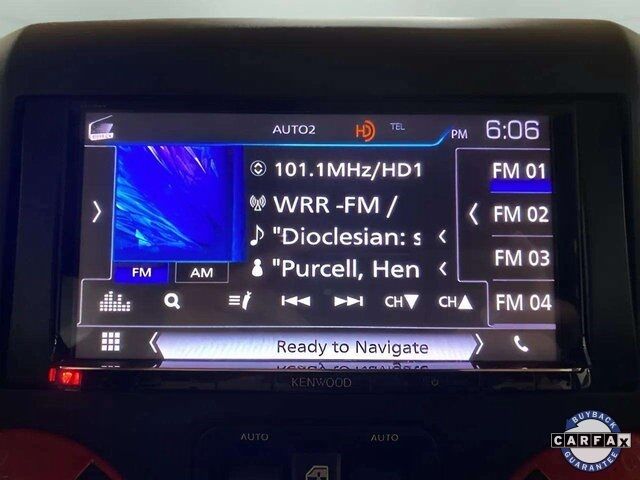 AUTO2 HD TEL PM 6:06
101.1MHz/HD1 FM 01
WRR -FM / FM 02
"Dioclesian: s
FM 03
"Purcell, Hen
FM AM
CH▼ CH▲ FM 04
Ready to Navigate
KENWOOD
AUTO AUTO
BUYBACK
CARFAX
GUARANTEE